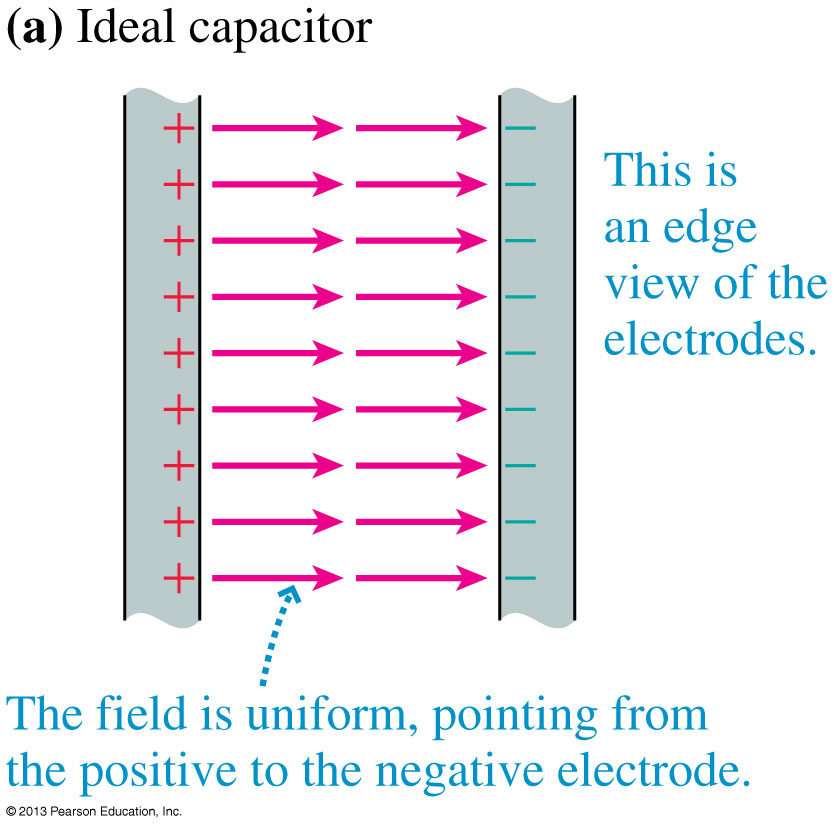 (a) Ideal capacitor
This is
an edge
view of the
electrodes.
The field is uniform, pointing from
the positive to the negative electrode.
© 2013 Pearson Education, Inc.